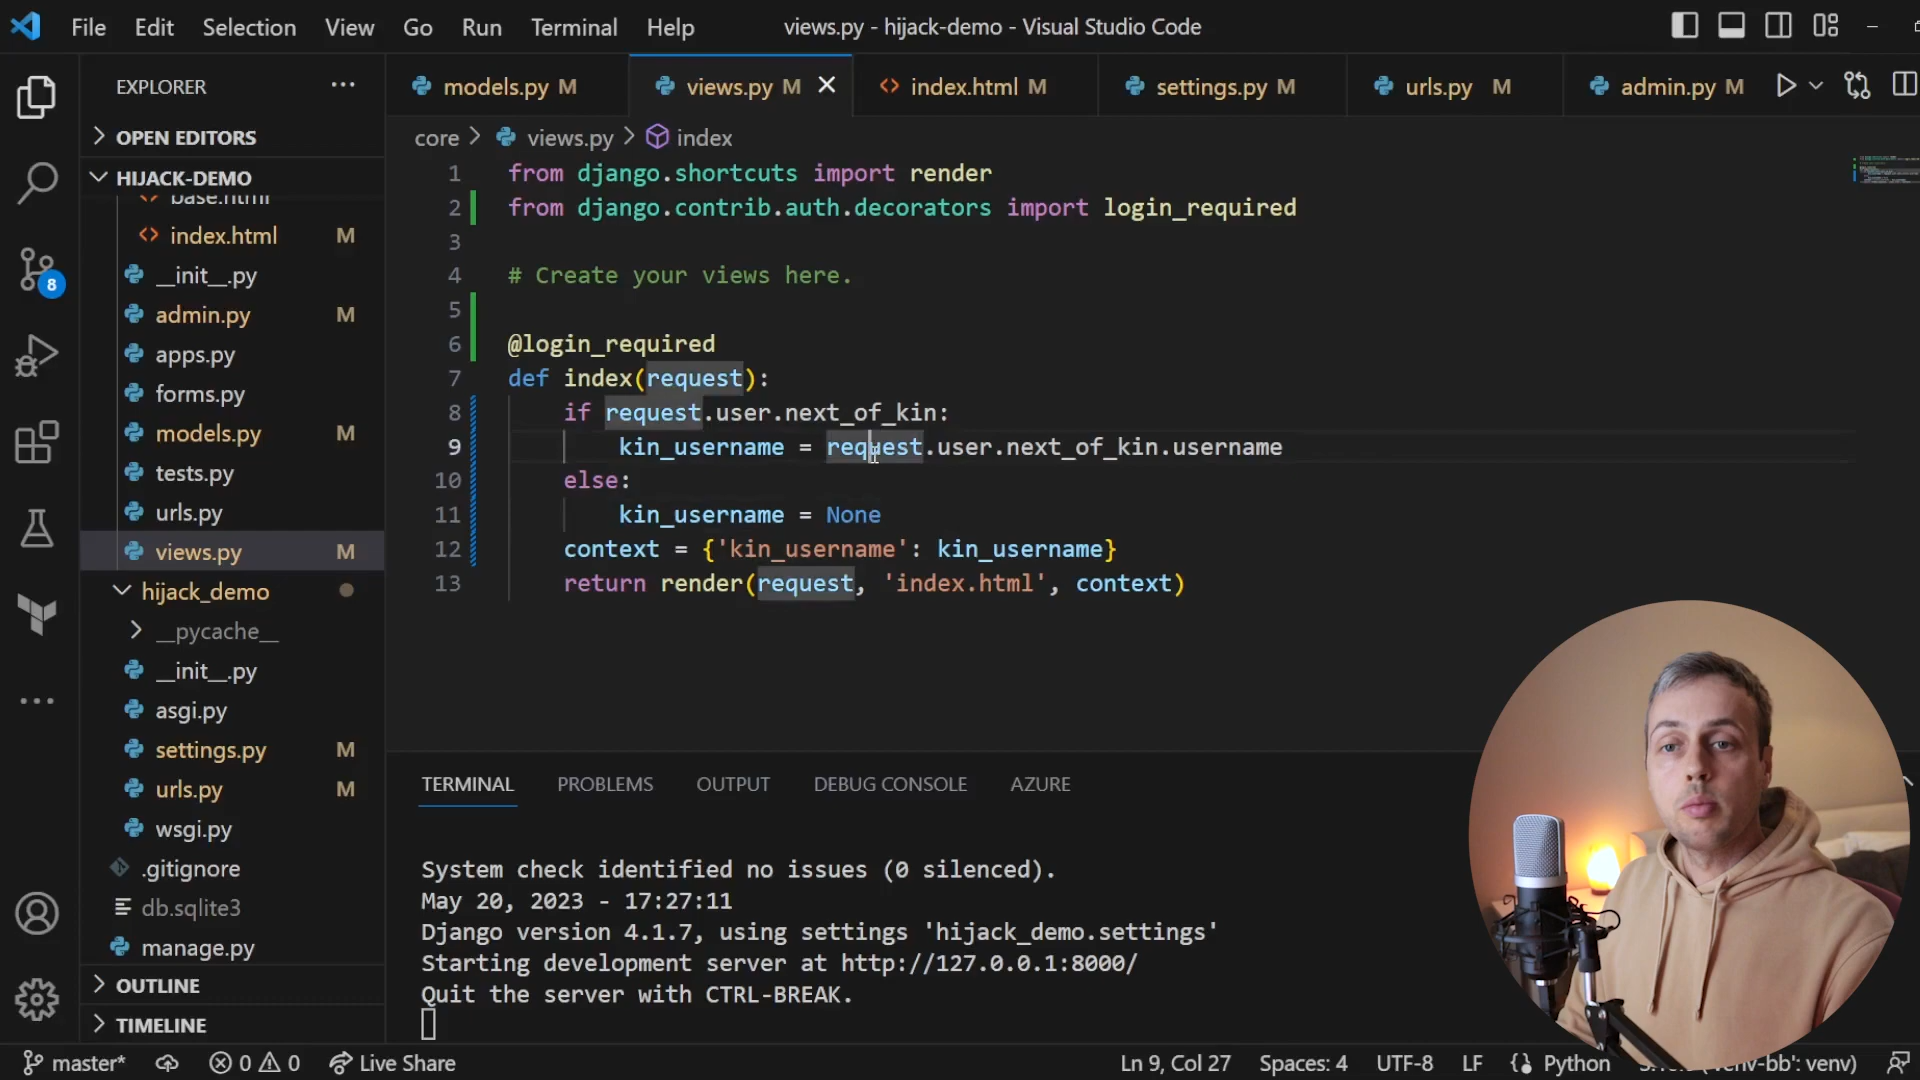 File Edit Selection View Go Run Terminal Help views.py - hijack-demo - Visual Studio Code
EXPLORER
models.py M views.py M index.html M settings.py M urls.py M admin.py M
OPEN EDITORS
core > views.py > index
HIJACK-DEMO
base.html
index.html M
__init__.py
admin.py M
apps.py
forms.py
models.py M
tests.py
urls.py
views.py M
hijack_demo
__pycache__
__init__.py
asgi.py
settings.py M
urls.py M
wsgi.py
.gitignore
db.sqlite3
manage.py
OUTLINE
TIMELINE
8
1 from django.shortcuts import render
2 from django.contrib.auth.decorators import login_required
3
4 # Create your views here.
5
6 @login_required
7 def index(request):
8 if request.user.next_of_kin:
9 kin_username = request.user.next_of_kin.username
10 else:
11 kin_username = None
12 context = {'kin_username': kin_username}
13 return render(request, 'index.html', context)
TERMINAL PROBLEMS OUTPUT DEBUG CONSOLE AZURE
System check identified no issues (0 silenced).
May 20, 2023 - 17:27:11
Django version 4.1.7, using settings 'hijack_demo.settings'
Starting development server at http://127.0.0.1:8000/
Quit the server with CTRL-BREAK.
master* 0 0 Live Share Ln 9, Col 27 Spaces: 4 UTF-8 LF Python venv)